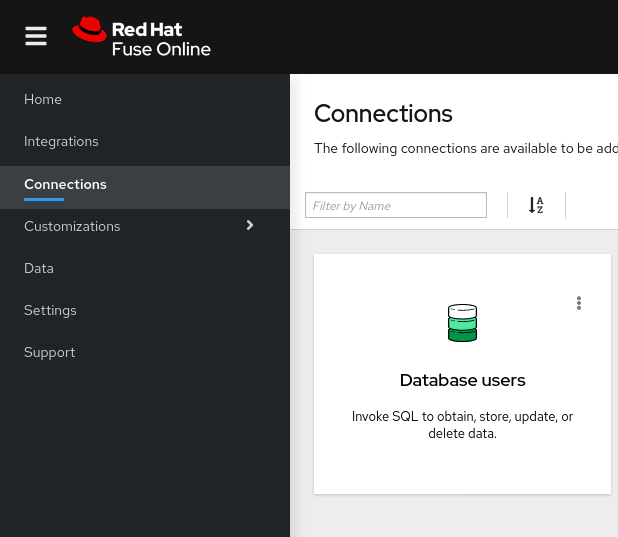 Red Hat
Fuse Online
Home
Integrations
Connections
Customizations
Data
Settings
Support
Connections
The following connections are available to be add
Filter by Name
A
Z
Database users
Invoke SQL to obtain, store, update, or
delete data.